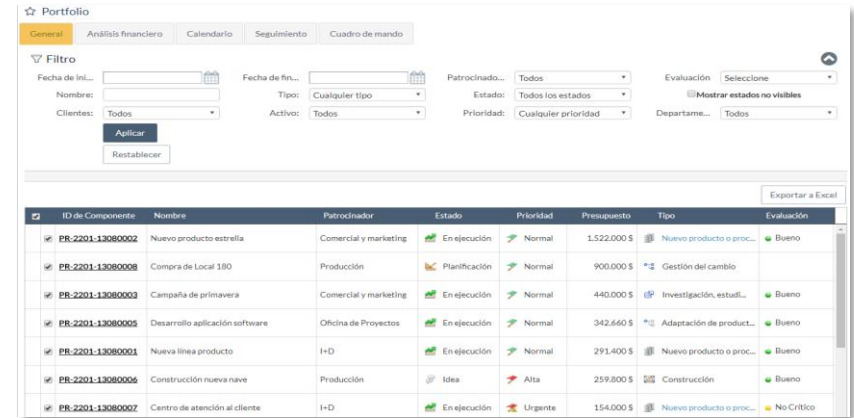 Portfolio
General Análisis financiero Calendario Seguimiento Cuadro de mando
Filtro
Fecha de ini... Fecha de fin... Patrocinado... Todos Evaluación Seleccione
Nombre: Tipo: Cualquier tipo Estado: Todos los estados Mostrar estados no visibles
Clientes: Todos Activo: Todos Prioridad: Cualquier prioridad Departame... Todos
Aplicar
Restablecer
Exportar a Excel
ID de Componente Nombre Patrocinador Estado Prioridad Presupuesto Tipo Evaluación
PR-2201-13080002 Nuevo producto estrella Comercial y marketing En ejecución Normal 1.522.000 $ Nuevo producto o proc... Bueno
PR-2201-13080008 Compra de Local 180 Producción Planificación Normal 900.000 $ Gestión del cambio
PR-2201-13080003 Campaña de primavera Comercial y marketing En ejecución Normal 440.000 $ Investigación, estudi... Bueno
PR-2201-13080005 Desarrollo aplicación software Oficina de Proyectos En ejecución Normal 342.660 $ Adaptación de product... Bueno
PR-2201-13080001 Nueva línea producto I+D En ejecución Normal 291.400 $ Nuevo producto o proc... Bueno
PR-2201-13080006 Construcción nueva nave Producción Idea Alta 259.800 $ Construcción Bueno
PR-2201-13080007 Centro de atención al cliente I+D En ejecución Urgente 154.000 $ Nuevo producto o proc... No Crítico